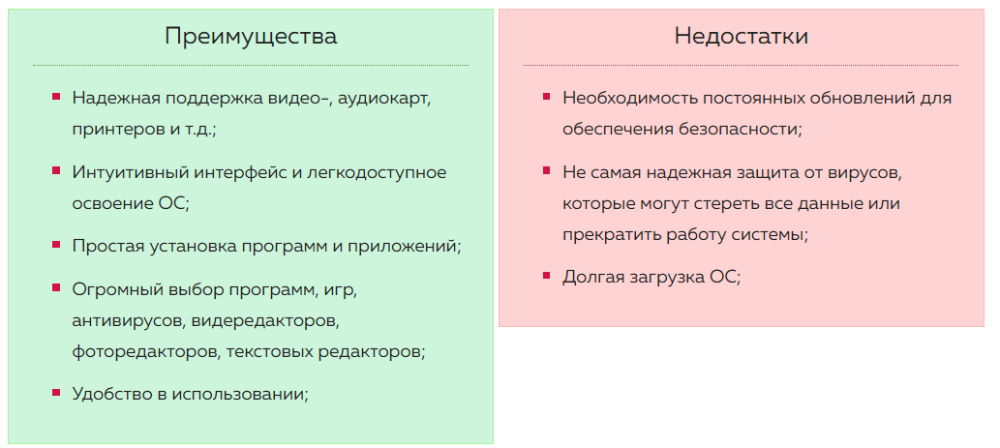 Преимущества
Надежная поддержка видео-, аудиокарт,
принтеров и т.д.;
Интуитивный интерфейс и легкодоступное
освоение ОС;
Простая установка программ и приложений;
Огромный выбор программ, игр,
антивирусов, видередакторов,
фоторедакторов, текстовых редакторов;
Удобство в использовании;
Недостатки
Необходимость постоянных обновлений для
обеспечения безопасности;
Не самая надежная защита от вирусов,
которые могут стереть все данные или
прекратить работу системы;
Долгая загрузка ОС;